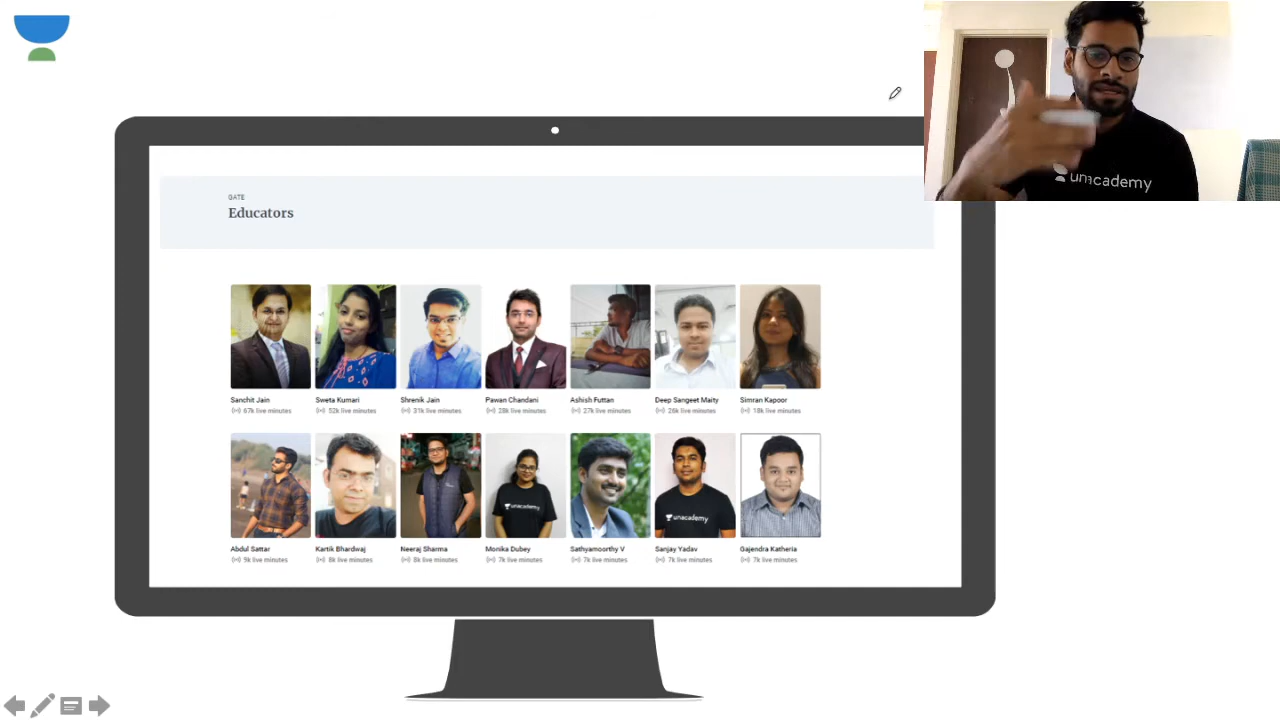 unacademy
GATE
Educators
Sanchit Jain
67k live minutes
Sweta Kumari
52k live minutes
Shrenik Jain
31k live minutes
Pawan Chandani
28k live minutes
Ashish Futtan
27k live minutes
Deep Sangeet Maity
26k live minutes
Simran Kapoor
18k live minutes
unacademy
unacademy
Abdul Sattar
9k live minutes
Kartik Bhardwaj
8k live minutes
Neeraj Sharma
8k live minutes
Monika Dubey
7k live minutes
Sathyamoorthy V
7k live minutes
Sanjay Yadav
7k live minutes
Gajendra Katheria
7k live minutes